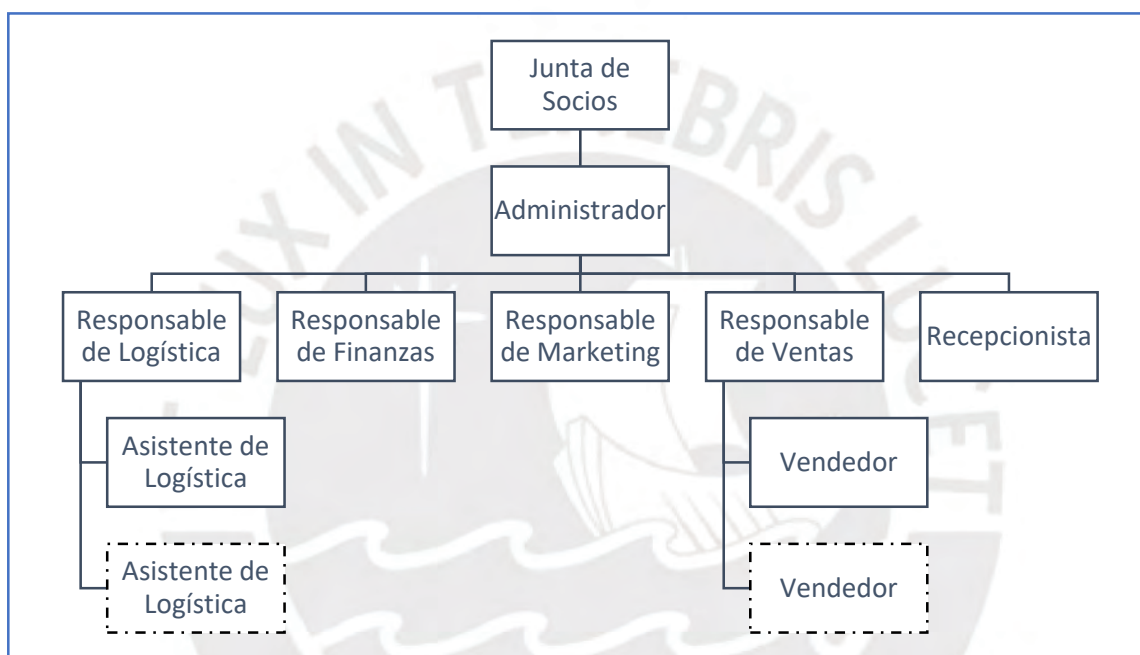 Junta de
Socios
Administrador
Responsable
de Logística
Responsable
de Finanzas
Responsable
de Marketing
Responsable
de Ventas
Recepcionista
Asistente de
Logística
Vendedor
Asistente de
Logística
Vendedor